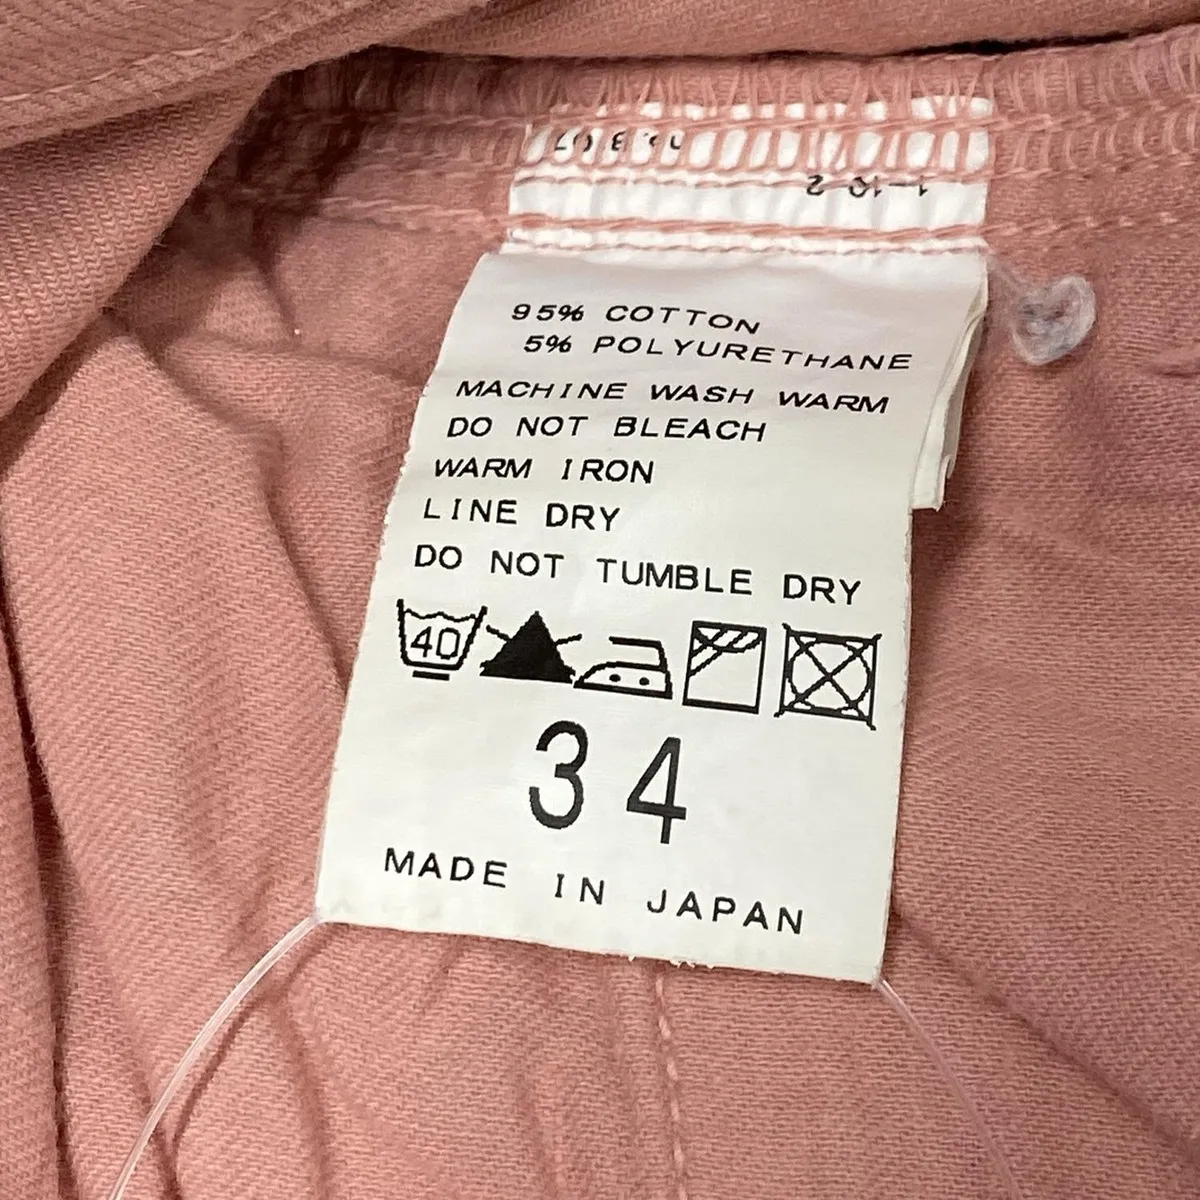 95% COTTON
5% POLYURETHANE
MACHINE WASH WARM
DO NOT BLEACH
WARM IRON
LINE DRY
DO NOT TUMBLE DRY
40
34
MADE IN JAPAN